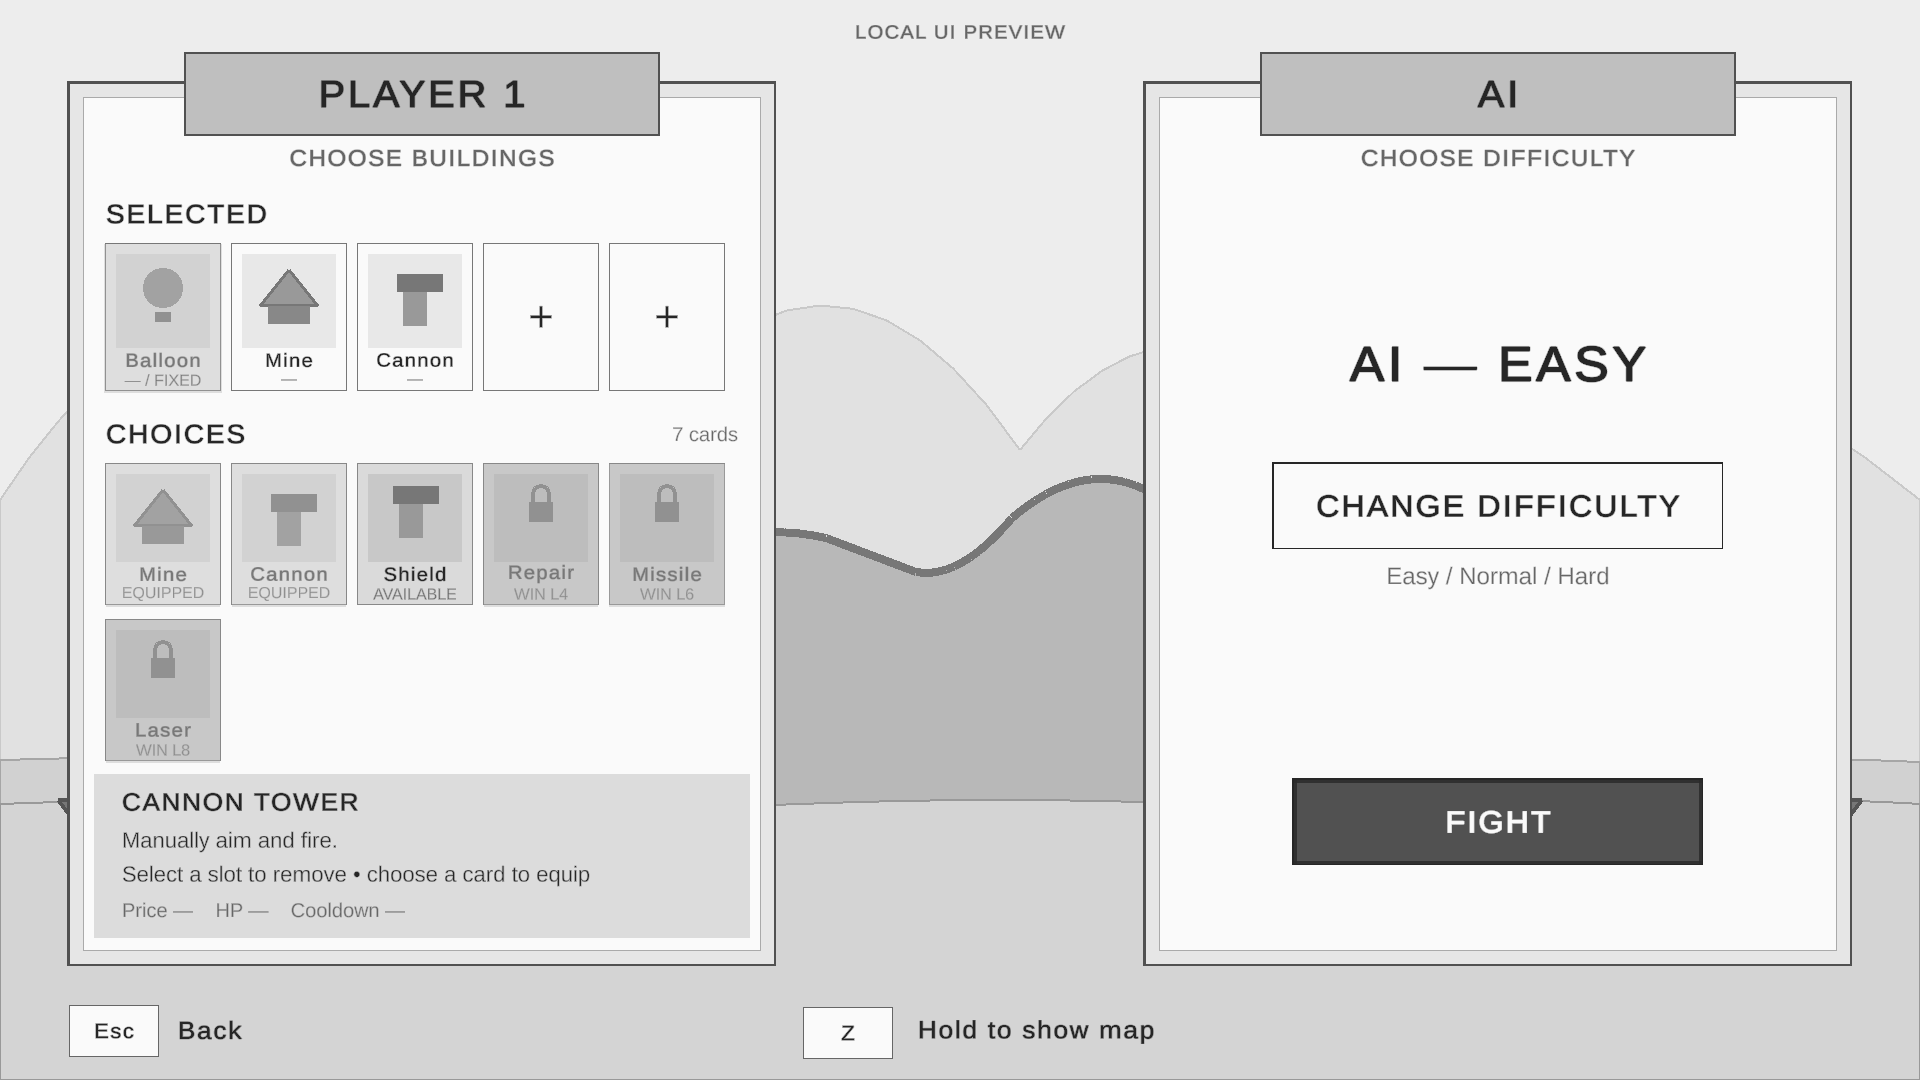 LOCAL UI PREVIEW
PLAYER 1
CHOOSE BUILDINGS
SELECTED
Balloon
— / FIXED
Mine
—
Cannon
—
+
+
CHOICES
7 cards
Mine
EQUIPPED
Cannon
EQUIPPED
Shield
AVAILABLE
Repair
WIN L4
Missile
WIN L6
Laser
WIN L8
CANNON TOWER
Manually aim and fire.
Select a slot to remove • choose a card to equip
Price — HP — Cooldown —
AI
CHOOSE DIFFICULTY
AI — EASY
CHANGE DIFFICULTY
Easy / Normal / Hard
FIGHT
Esc
Back
Z
Hold to show map